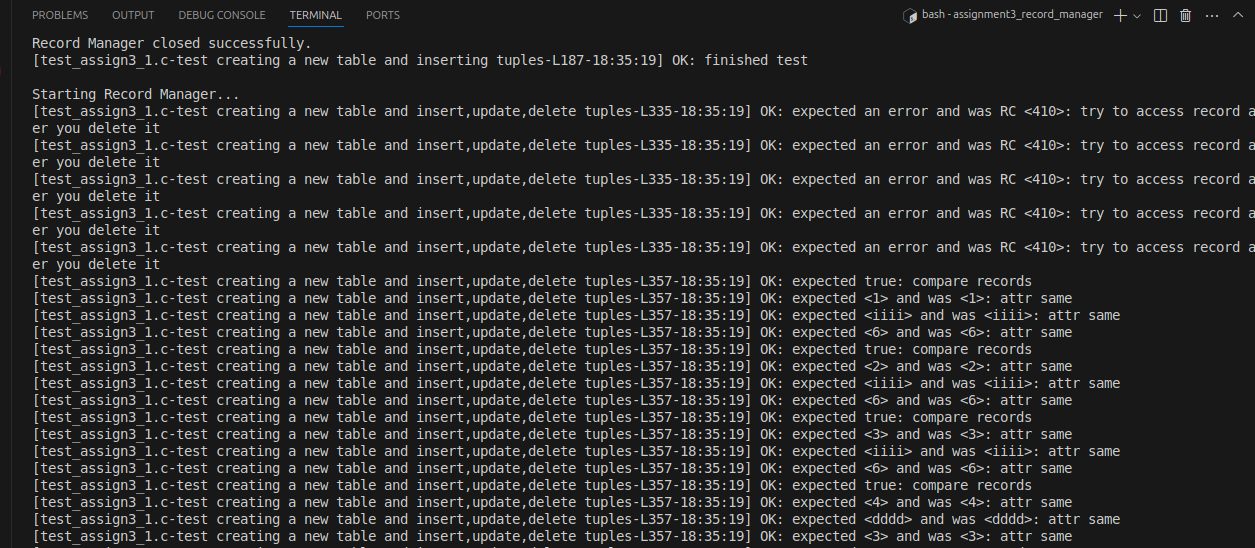 PROBLEMS OUTPUT DEBUG CONSOLE TERMINAL PORTS bash - assignment3_record_manager
Record Manager closed successfully.
[test_assign3_1.c-test creating a new table and inserting tuples-L187-18:35:19] OK: finished test
Starting Record Manager...
[test_assign3_1.c-test creating a new table and insert,update,delete tuples-L335-18:35:19] OK: expected an error and was RC <410>: try to access record a
er you delete it
[test_assign3_1.c-test creating a new table and insert,update,delete tuples-L335-18:35:19] OK: expected an error and was RC <410>: try to access record a
er you delete it
[test_assign3_1.c-test creating a new table and insert,update,delete tuples-L335-18:35:19] OK: expected an error and was RC <410>: try to access record a
er you delete it
[test_assign3_1.c-test creating a new table and insert,update,delete tuples-L335-18:35:19] OK: expected an error and was RC <410>: try to access record a
er you delete it
[test_assign3_1.c-test creating a new table and insert,update,delete tuples-L335-18:35:19] OK: expected an error and was RC <410>: try to access record a
er you delete it
[test_assign3_1.c-test creating a new table and insert,update,delete tuples-L357-18:35:19] OK: expected true: compare records
[test_assign3_1.c-test creating a new table and insert,update,delete tuples-L357-18:35:19] OK: expected <1> and was <1>: attr same
[test_assign3_1.c-test creating a new table and insert,update,delete tuples-L357-18:35:19] OK: expected <iiii> and was <iiii>: attr same
[test_assign3_1.c-test creating a new table and insert,update,delete tuples-L357-18:35:19] OK: expected <6> and was <6>: attr same
[test_assign3_1.c-test creating a new table and insert,update,delete tuples-L357-18:35:19] OK: expected true: compare records
[test_assign3_1.c-test creating a new table and insert,update,delete tuples-L357-18:35:19] OK: expected <2> and was <2>: attr same
[test_assign3_1.c-test creating a new table and insert,update,delete tuples-L357-18:35:19] OK: expected <iiii> and was <iiii>: attr same
[test_assign3_1.c-test creating a new table and insert,update,delete tuples-L357-18:35:19] OK: expected <6> and was <6>: attr same
[test_assign3_1.c-test creating a new table and insert,update,delete tuples-L357-18:35:19] OK: expected true: compare records
[test_assign3_1.c-test creating a new table and insert,update,delete tuples-L357-18:35:19] OK: expected <3> and was <3>: attr same
[test_assign3_1.c-test creating a new table and insert,update,delete tuples-L357-18:35:19] OK: expected <iiii> and was <iiii>: attr same
[test_assign3_1.c-test creating a new table and insert,update,delete tuples-L357-18:35:19] OK: expected <6> and was <6>: attr same
[test_assign3_1.c-test creating a new table and insert,update,delete tuples-L357-18:35:19] OK: expected true: compare records
[test_assign3_1.c-test creating a new table and insert,update,delete tuples-L357-18:35:19] OK: expected <4> and was <4>: attr same
[test_assign3_1.c-test creating a new table and insert,update,delete tuples-L357-18:35:19] OK: expected <dddd> and was <dddd>: attr same
[test_assign3_1.c-test creating a new table and insert,update,delete tuples-L357-18:35:19] OK: expected <3> and was <3>: attr same